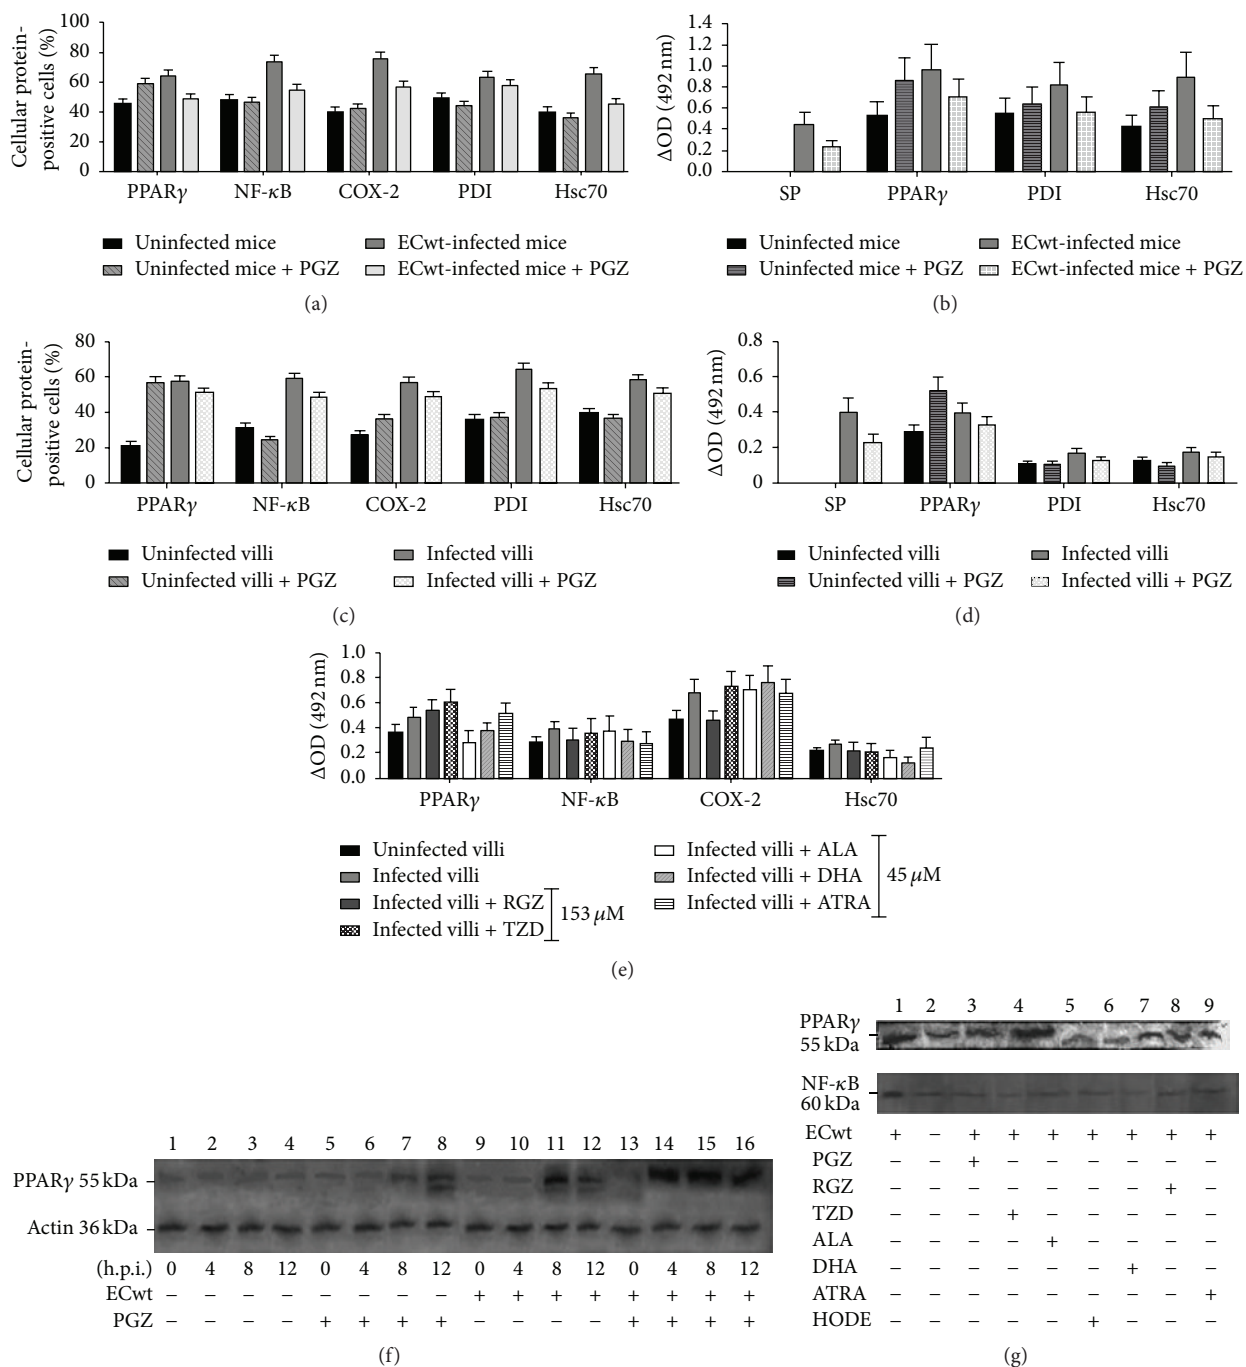 Cellular protein-
positive cells (%)
100
80
60
40
20
0
PPARγ NF-κB COX-2 PDI Hsc70
Uninfected mice ECwt-infected mice
Uninfected mice + PGZ ECwt-infected mice + PGZ
(a)
ΔOD (492 nm)
1.4
1.2
1.0
0.8
0.6
0.4
0.2
0.0
SP PPARγ PDI Hsc70
Uninfected mice ECwt-infected mice
Uninfected mice + PGZ ECwt-infected mice + PGZ
(b)
Cellular protein-
positive cells (%)
80
60
40
20
0
PPARγ NF-κB COX-2 PDI Hsc70
Uninfected villi Infected villi
Uninfected villi + PGZ Infected villi + PGZ
(c)
ΔOD (492 nm)
0.8
0.6
0.4
0.2
0.0
SP PPARγ PDI Hsc70
Uninfected villi Infected villi
Uninfected villi + PGZ Infected villi + PGZ
(d)
ΔOD (492 nm)
1.0
0.8
0.6
0.4
0.2
0.0
PPARγ NF-κB COX-2 Hsc70
Uninfected villi
Infected villi
Infected villi + RGZ
Infected villi + TZD
153 μM
Infected villi + ALA
Infected villi + DHA
Infected villi + ATRA
45 μM
(e)
1 2 3 4 5 6 7 8 9 10 11 12 13 14 15 16
PPARγ 55 kDa
Actin 36 kDa
(h.p.i.) 0 4 8 12 0 4 8 12 0 4 8 12 0 4 8 12
ECwt − − − − − − − − + + + + + + + +
PGZ − − − − + + + + − − − − + + + +
(f)
1 2 3 4 5 6 7 8 9
PPARγ
55 kDa
NF-κB
60 kDa
ECwt + − + + + + + + +
PGZ − − + − − − − − −
RGZ − − − − − − − + −
TZD − − − + − − − − −
ALA − − − − + − − − −
DHA − − − − − − + − −
ATRA − − − − − − − − +
HODE − − − − − + − − −
(g)